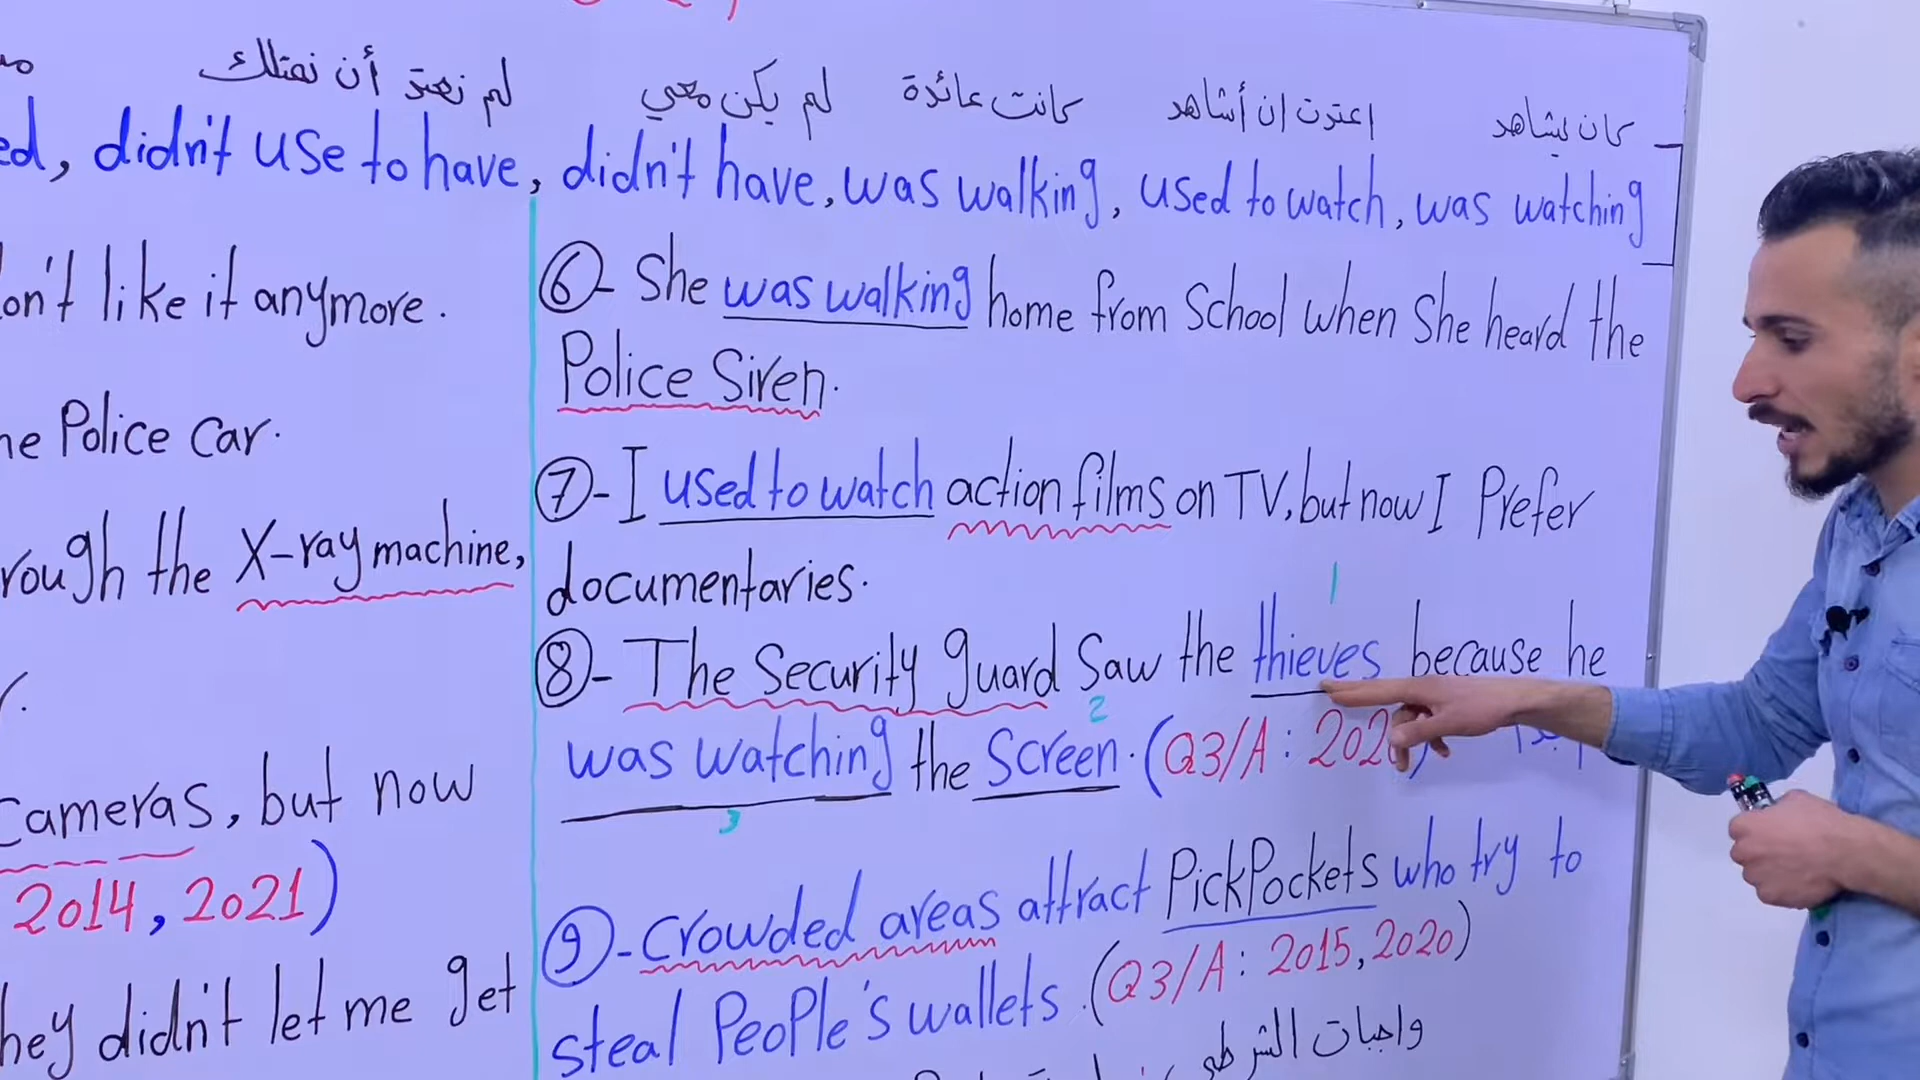 لم نعتد أن نمتلك
لم يكن معي
كانت عائدة
اعتدت ان أشاهد
كان يشاهد
ed, didn't use to have, didn't have, was walking, used to watch, was watching
on't like it anymore.
he Police car.
rough the X-ray machine,
Cameras, but now
2014, 2021)
hey didn't let me get
⑥- She was walking home from School when She heard the
Police Siren.
⑦- I used to watch action films on TV, but now I Prefer
documentaries.
1
⑧- The Security guard Saw the thieves because he
2
was watching the Screen. (Q3/A:
3
⑨- Crowded areas attract PickPockets who try to
steal PeoPle's wallets. (Q3/A: 2015, 2020)
واجبات الشرطي